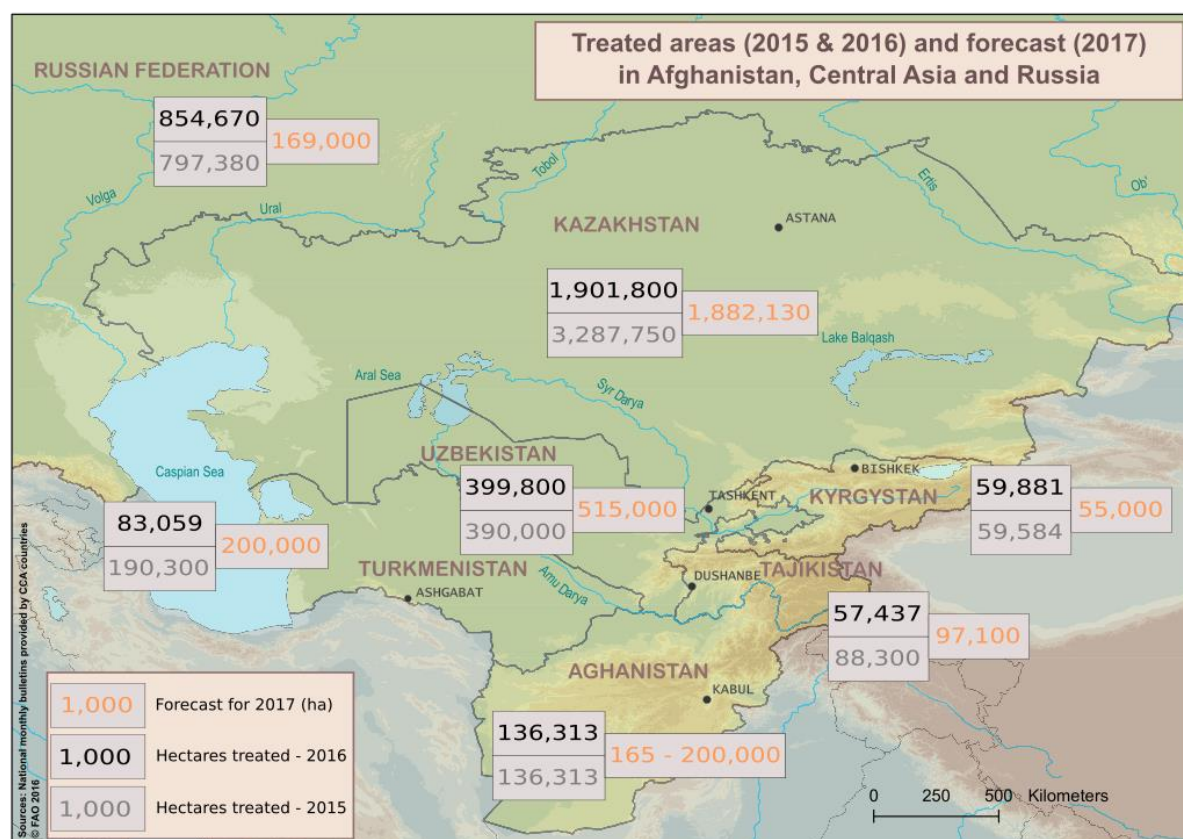 Treated areas (2015 & 2016) and forecast (2017)
in Afghanistan, Central Asia and Russia
RUSSIAN FEDERATION
854,670
169,000
797,380
Volga
Ural
Tobol
Ertis
Ob'
KAZAKHSTAN
ASTANA
1,901,800
1,882,130
3,287,750
Lake Balqash
Aral Sea
Syr Darya
UZBEKISTAN
399,800
515,000
390,000
Caspian Sea
83,059
200,000
190,300
TASHKENT
BISHKEK
KYRGYSTAN
59,881
55,000
59,584
TURKMENISTAN
ASHGABAT
Amu Darya
DUSHANBE
TAJIKISTAN
57,437
97,100
88,300
AGHANISTAN
KABUL
136,313
165 - 200,000
136,313
1,000 Forecast for 2017 (ha)
1,000 Hectares treated - 2016
1,000 Hectares treated - 2015
0 250 500 Kilometers
Sources: National monthly bulletins provided by CCA countries
© FAO 2016